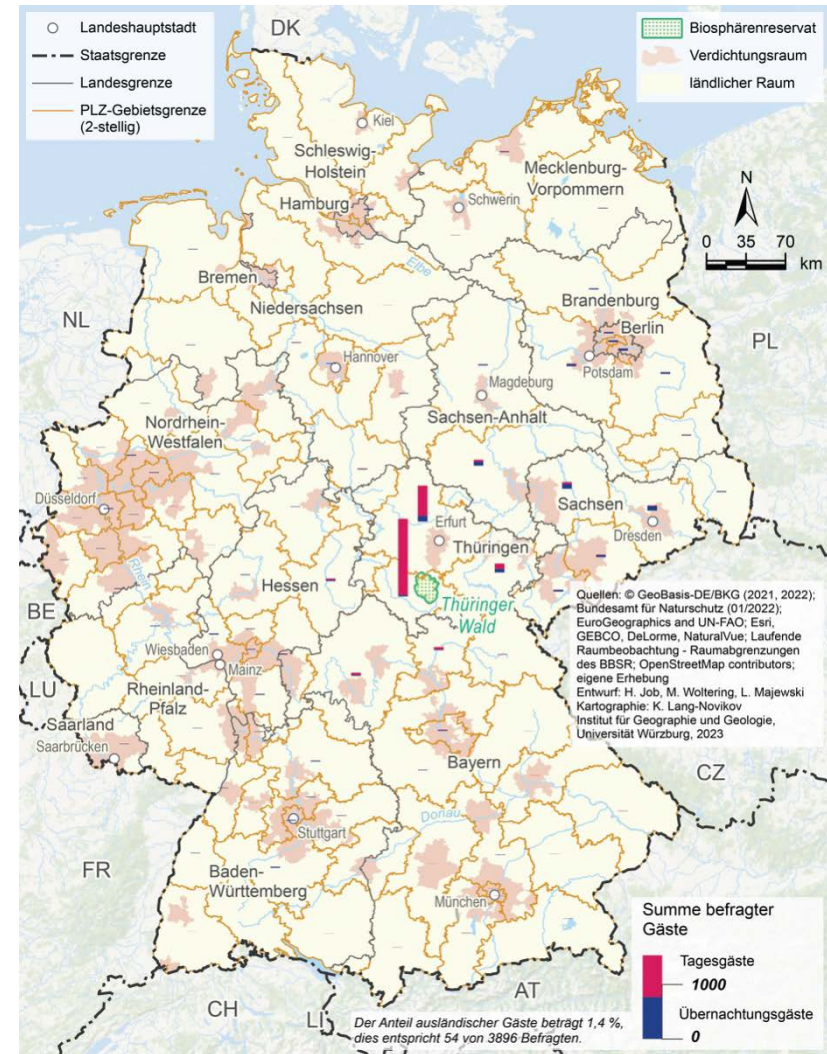 Landeshauptstadt
Staatsgrenze
Landesgrenze
PLZ-Gebietsgrenze
(2-stellig)
DK
Biosphärenreservat
Verdichtungsraum
ländlicher Raum
Kiel
Schleswig-
Holstein
Mecklenburg-
Vorpommern
Hamburg
Schwerin
N
0 35 70
km
Elbe
Bremen
Niedersachsen
Brandenburg
Berlin
NL
PL
Hannover
Potsdam
Magdeburg
Nordrhein-
Westfalen
Sachsen-Anhalt
Düsseldorf
Sachsen
Erfurt
Dresden
Thüringen
Rhein
Hessen
BE
Thüringer
Wald
Quellen: © GeoBasis-DE/BKG (2021, 2022);
Bundesamt für Naturschutz (01/2022);
EuroGeographics and UN-FAO; Esri,
GEBCO, DeLorme, NaturalVue; Laufende
Raumbeobachtung - Raumabgrenzungen
des BBSR; OpenStreetMap contributors;
eigene Erhebung
Entwurf: H. Job, M. Woltering, L. Majewski
Kartographie: K. Lang-Novikov
Institut für Geographie und Geologie,
Universität Würzburg, 2023
Wiesbaden
Mainz
LU
Rheinland-
Pfalz
Saarland
Saarbrücken
Bayern
CZ
Donau
Stuttgart
FR
Baden-
Württemberg
München
Summe befragter
Gäste
Tagesgäste
1000
Übernachtungsgäste
0
AT
CH
LI
Der Anteil ausländischer Gäste beträgt 1,4 %,
dies entspricht 54 von 3896 Befragten.